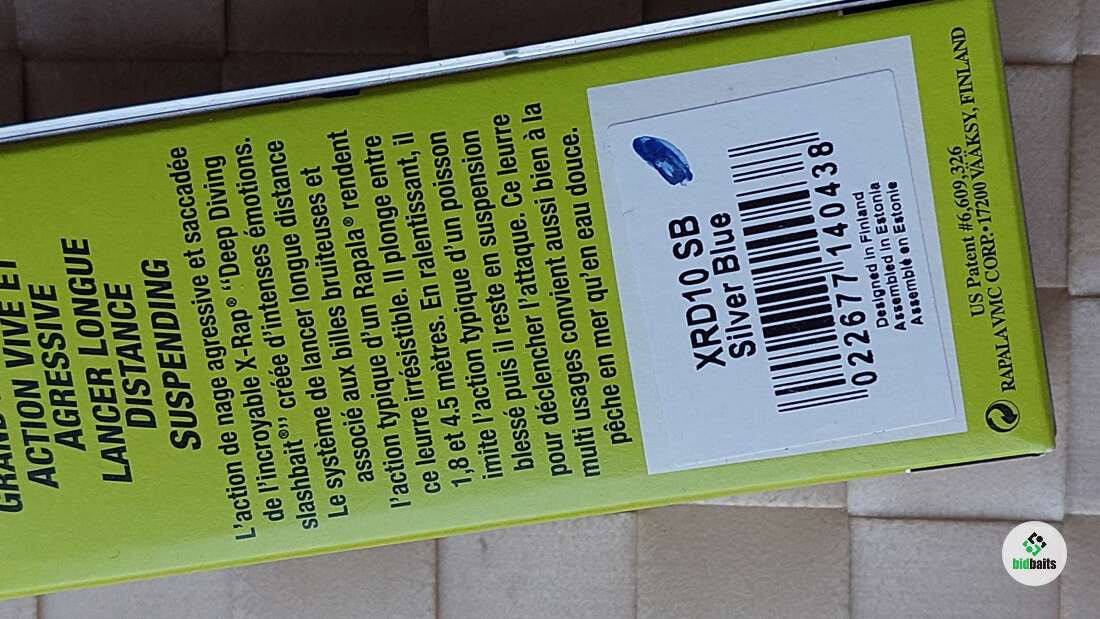 ACTION VIVE ET
AGRESSIVE
LANCER LONGUE
DISTANCE
SUSPENDING
L'action de nage agressive et saccadée
de l'incroyable X-Rap® "Deep Diving
slashbait®" créée d'intenses émotions.
Le système de lancer longue distance
associé aux billes bruiteuses et
l'action typique d'un Rapala® rendent
ce leurre irrésistible. Il plonge entre
1,8 et 4.5 mètres. En ralentissant, il
imite l'action typique d'un poisson
blessé puis il reste en suspension
pour déclencher l'attaque. Ce leurre
multi usages convient aussi bien à la
pêche en mer qu'en eau douce.
XRD10 SB
Silver Blue
022677140438
Designed in Finland
Assembled in Estonia
Assemblé en Estonie
US Patent #6,609,326
RAPALA VMC CORP.•17200 VÄÄKSY, FINLAND
bidbaits